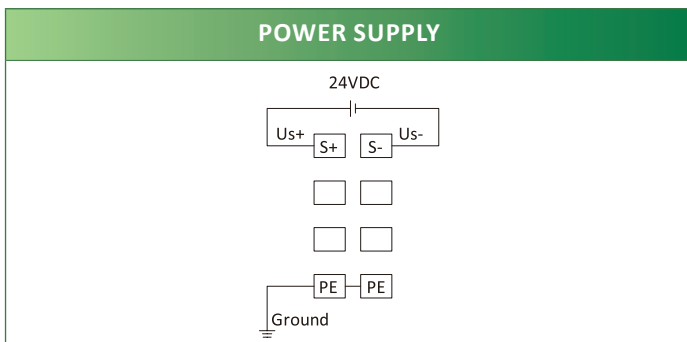 POWER SUPPLY
24VDC
Us+ S+ S- Us-
PE PE
Ground